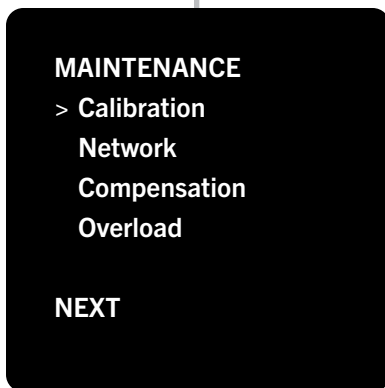 MAINTENANCE
> Calibration
Network
Compensation
Overload
NEXT